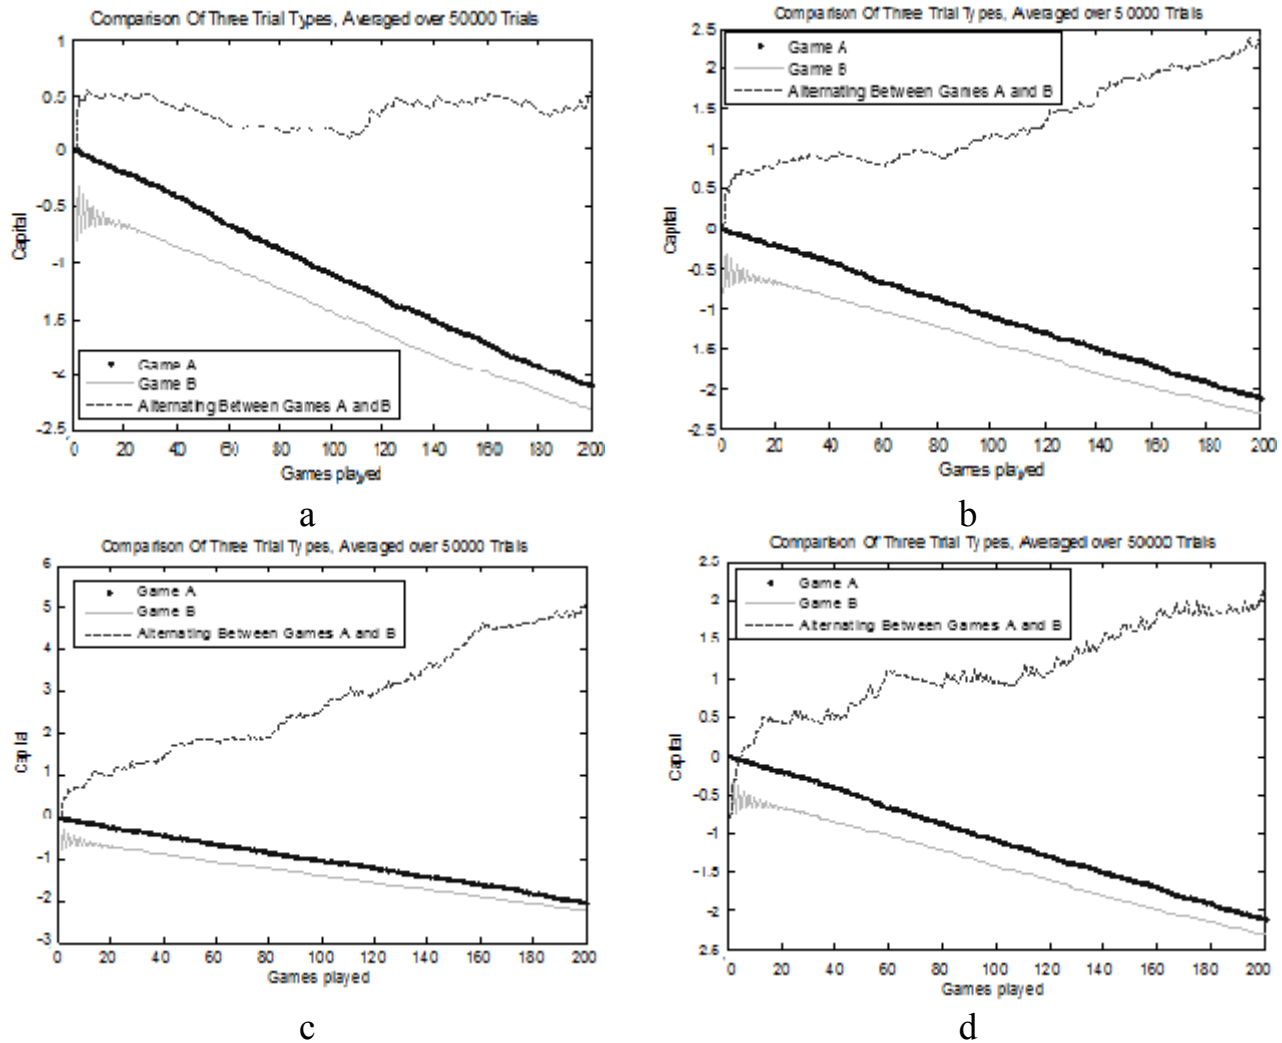 Comparison Of Three Trial Types, Averaged over 50000 Trials
1
0.5
0
-0.5
-1
1.5
-2
-2.5
Capital
Game A
Game B
Alternating Between Games A and B
0 20 40 60 80 100 120 140 160 180 200
Games played
a
Comparison Of Three Trial Types, Averaged over 50000 Trials
2.5
2
1.5
1
0.5
0
-0.5
-1
-1.5
-2
-2.5
Capital
Game A
Game B
Alternating Between Games A and B
0 20 40 60 80 100 120 140 160 180 200
Games played
b
Comparison Of Three Trial Types, Averaged over 50000 Trials
6
5
4
3
2
1
0
-1
-2
-3
Capital
Game A
Game B
Alternating Between Games A and B
0 20 40 60 80 100 120 140 160 180 200
Games played
c
Comparison Of Three Trial Types, Averaged over 50000 Trials
2.5
2
1.5
1
0.5
0
-0.5
-1
-1.5
-2
2.5
Capital
Game A
Game B
Alternating Between Games A and B
0 20 40 60 80 100 120 140 160 180 200
Games played
d